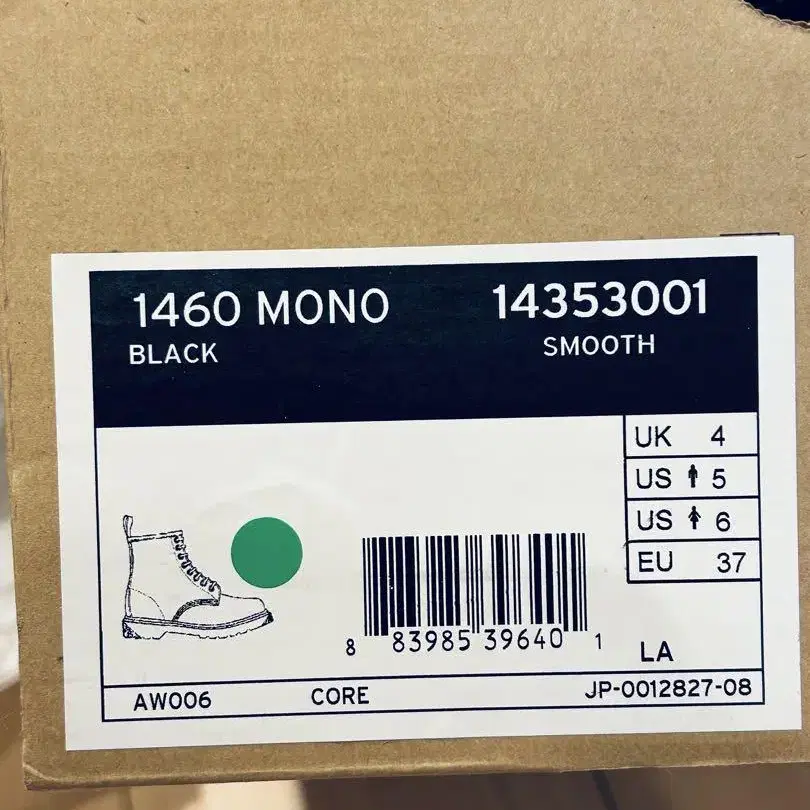 1460 MONO 14353001
BLACK SMOOTH
UK 4
US 5
US 6
EU 37
8 83985 39640 1
LA
AW006 CORE JP-0012827-08